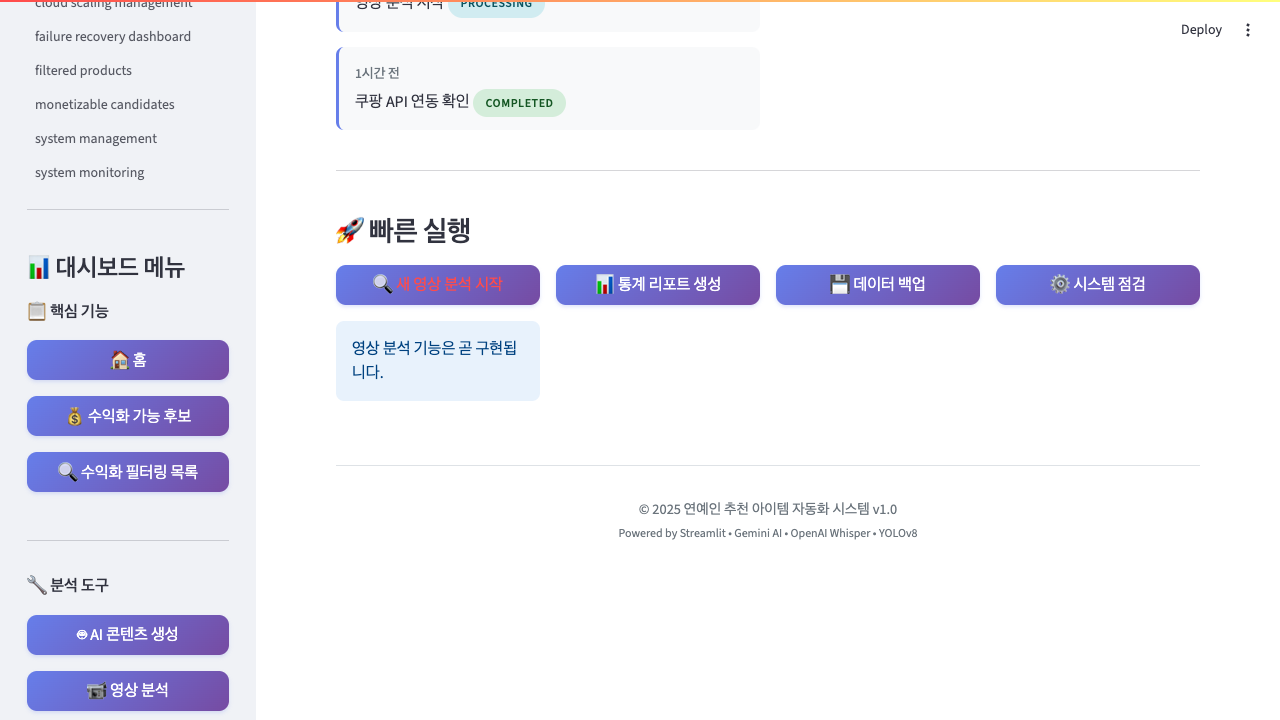 cloud scaling management
failure recovery dashboard
filtered products
monetizable candidates
system management
system monitoring
📊 대시보드 메뉴
📋 핵심 기능
🏠 홈
💰 수익화 가능 후보
🔍 수익화 필터링 목록
🔧 분석 도구
AI 콘텐츠 생성
📹 영상 분석
Deploy
영상 분석 시작 PROCESSING
1시간 전
쿠팡 API 연동 확인 COMPLETED
🚀 빠른 실행
🔍 새 영상 분석 시작
📊 통계 리포트 생성
💾 데이터 백업
⚙️ 시스템 점검
영상 분석 기능은 곧 구현됩
니다.
© 2025 연예인 추천 아이템 자동화 시스템 v1.0
Powered by Streamlit • Gemini AI • OpenAI Whisper • YOLOv8